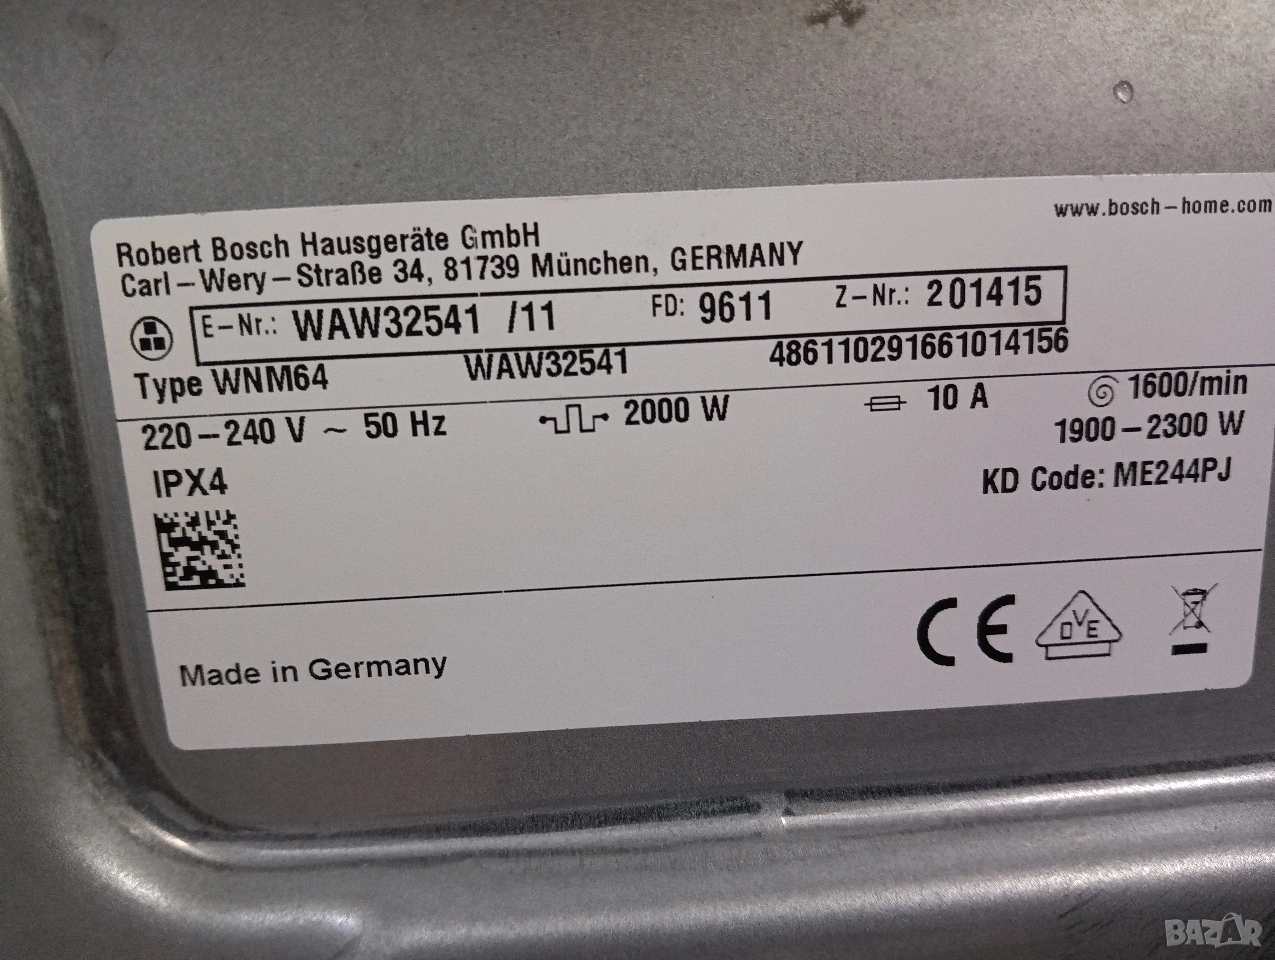 www.bosch-home.com
Robert Bosch Hausgeräte GmbH
Carl-Wery-Straße 34, 81739 München, GERMANY
E-Nr.: WAW32541 /11 FD: 9611 Z-Nr.: 201415
Type WNM64 WAW32541 486110291661014156
220-240 V ~ 50 Hz 2000 W 10 A 1600/min
1900-2300 W
IPX4 KD Code: ME244PJ
CE OVE
Made in Germany
BAZAR